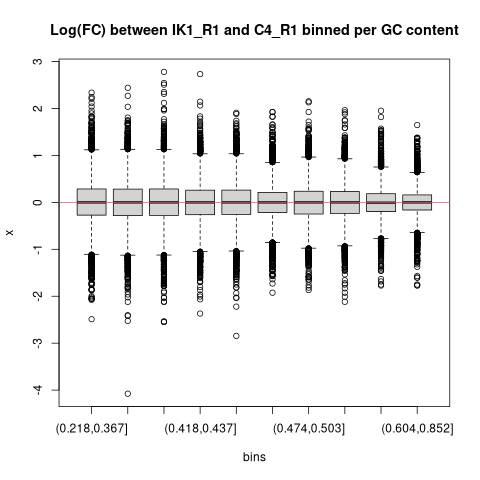 Log(FC) between IK1_R1 and C4_R1 binned per GC content
3
2
1
0
-1
-2
-3
-4
x
(0.218,0.367] (0.418,0.437] (0.474,0.503] (0.604,0.852]
bins